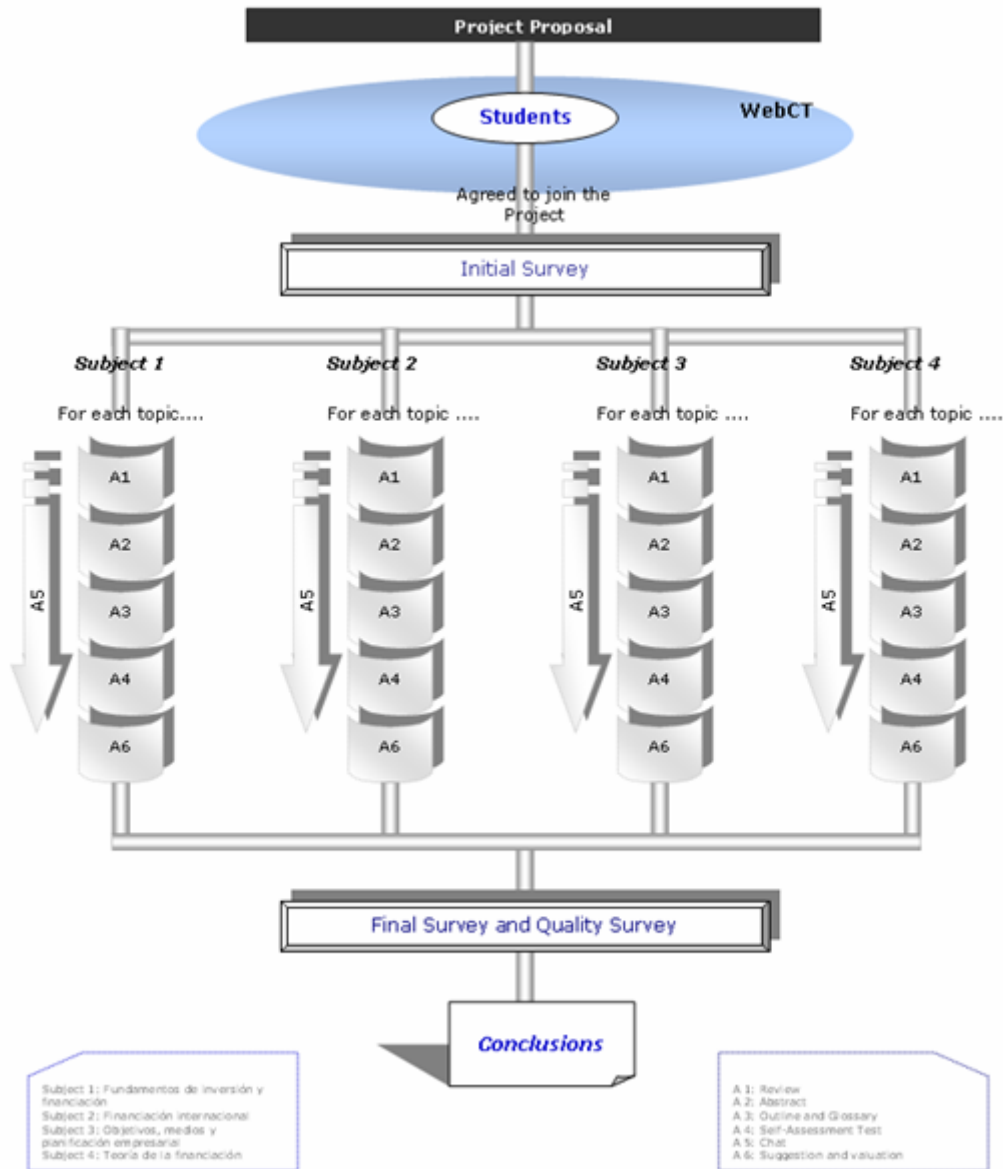 Project Proposal
WebCT
Students
Agreed to join the
Project
Initial Survey
Subject 1
Subject 2
Subject 3
Subject 4
For each topic....
For each topic ....
For each topic ....
For each topic ....
A1
A1
A1
A1
A2
A2
A2
A2
A5
A3
A5
A3
A5
A3
A5
A3
A4
A4
A4
A4
A6
A6
A6
A6
Final Survey and Quality Survey
Conclusions
Subject 1: Fundamentos de inversión y
financiación
Subject 2: Financiación internacional
Subject 3: Objetivos, medios y
planificación empresarial
Subject 4: Teoría de la financiación
A 1: Review
A 2: Abstract
A 3: Outline and Glossary
A 4: Self-Assessment Test
A 5: Chat
A 6: Suggestion and valuation